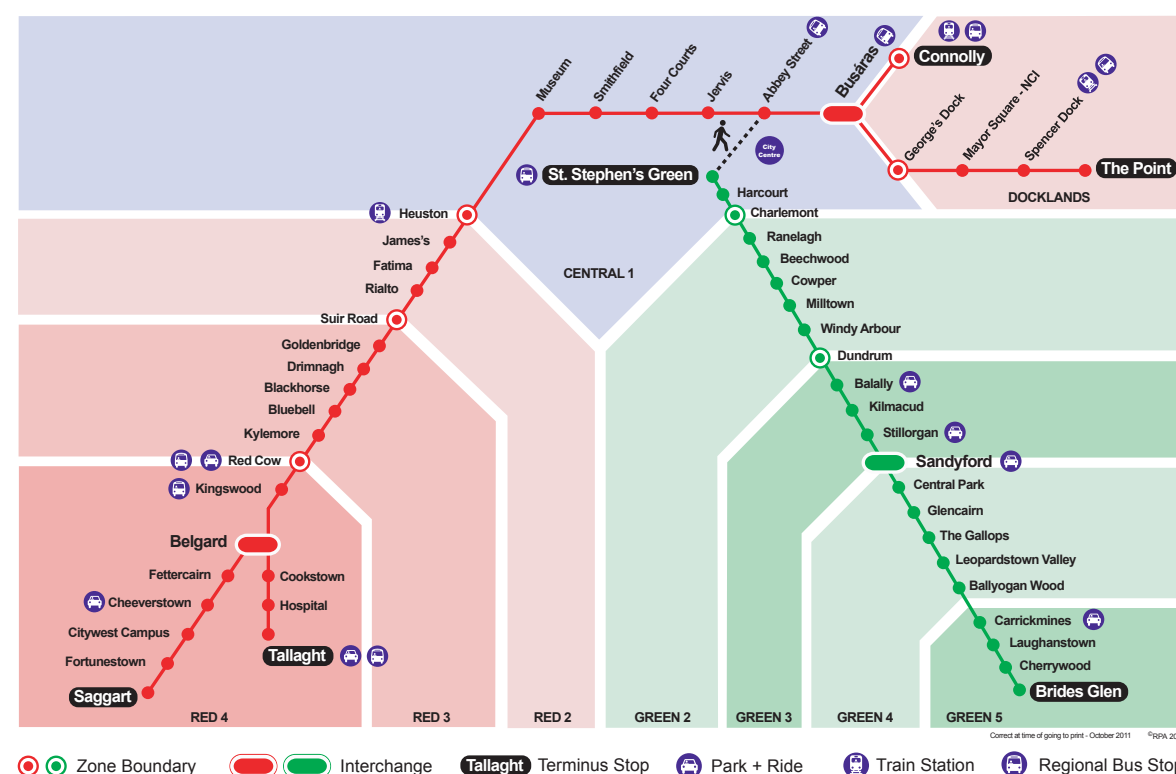 Museum
Smithfield
Four Courts
Jervis
Abbey Street
Busáras
Connolly
George's Dock
Mayor Square - NCI
Spencer Dock
The Point
DOCKLANDS
City
Centre
St. Stephen's Green
Harcourt
Charlemont
Heuston
James's
Fatima
Rialto
Suir Road
Goldenbridge
Drimnagh
Blackhorse
Bluebell
Kylemore
Red Cow
Kingswood
Belgard
Fettercairn
Cheeverstown
Citywest Campus
Fortunestown
Saggart
Cookstown
Hospital
Tallaght
CENTRAL 1
Ranelagh
Beechwood
Cowper
Milltown
Windy Arbour
Dundrum
Balally
Kilmacud
Stillorgan
Sandyford
Central Park
Glencairn
The Gallops
Leopardstown Valley
Ballyogan Wood
Carrickmines
Laughanstown
Cherrywood
Brides Glen
RED 4
RED 3
RED 2
GREEN 2
GREEN 3
GREEN 4
GREEN 5
Correct at time of going to print - October 2011 ©RPA 20
Zone Boundary
Interchange
Tallaght Terminus Stop
Park + Ride
Train Station
Regional Bus Stop